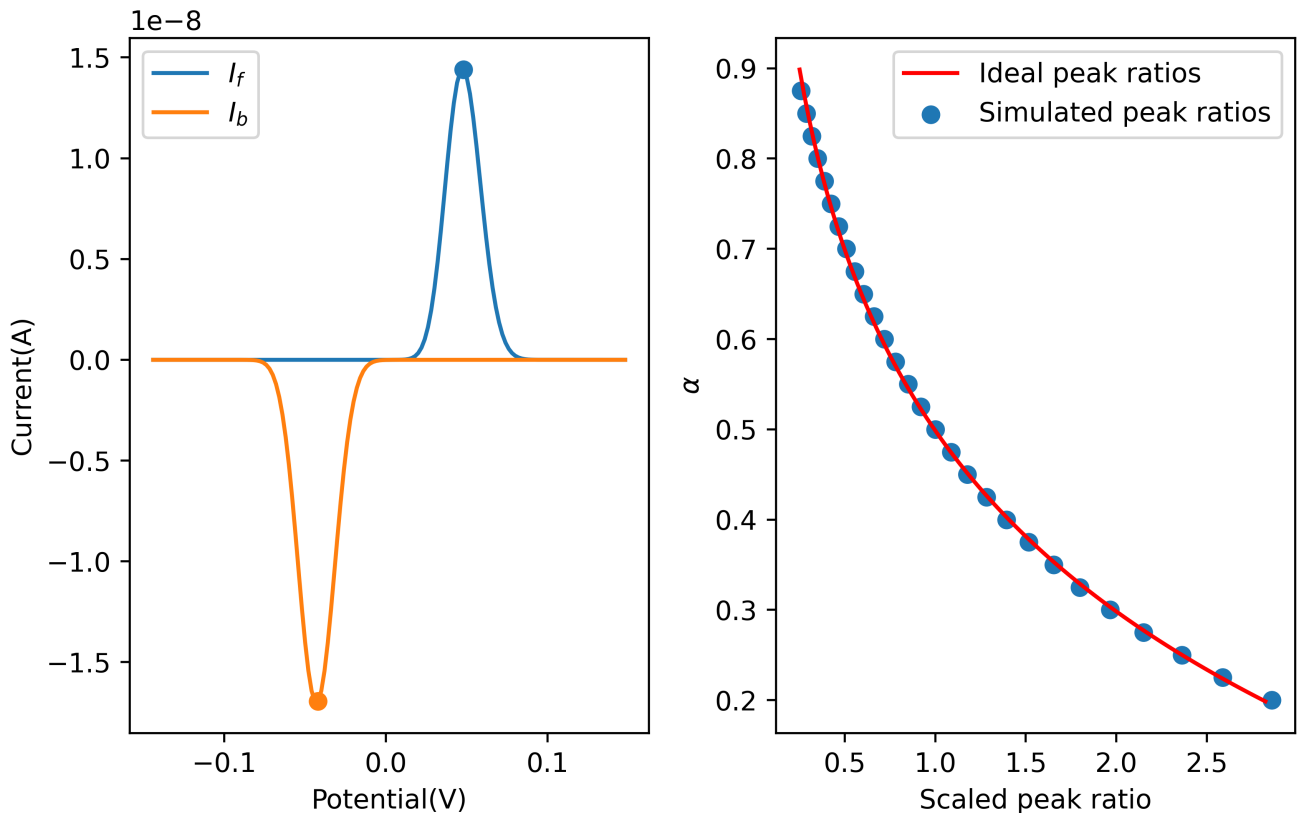 1e−8
1.5
1.0
0.5
0.0
−0.5
−1.0
−1.5
Current(A)
I_f
I_b
−0.1
0.0
0.1
Potential(V)
0.9
0.8
0.7
0.6
0.5
0.4
0.3
0.2
α
Ideal peak ratios
Simulated peak ratios
0.5
1.0
1.5
2.0
2.5
Scaled peak ratio